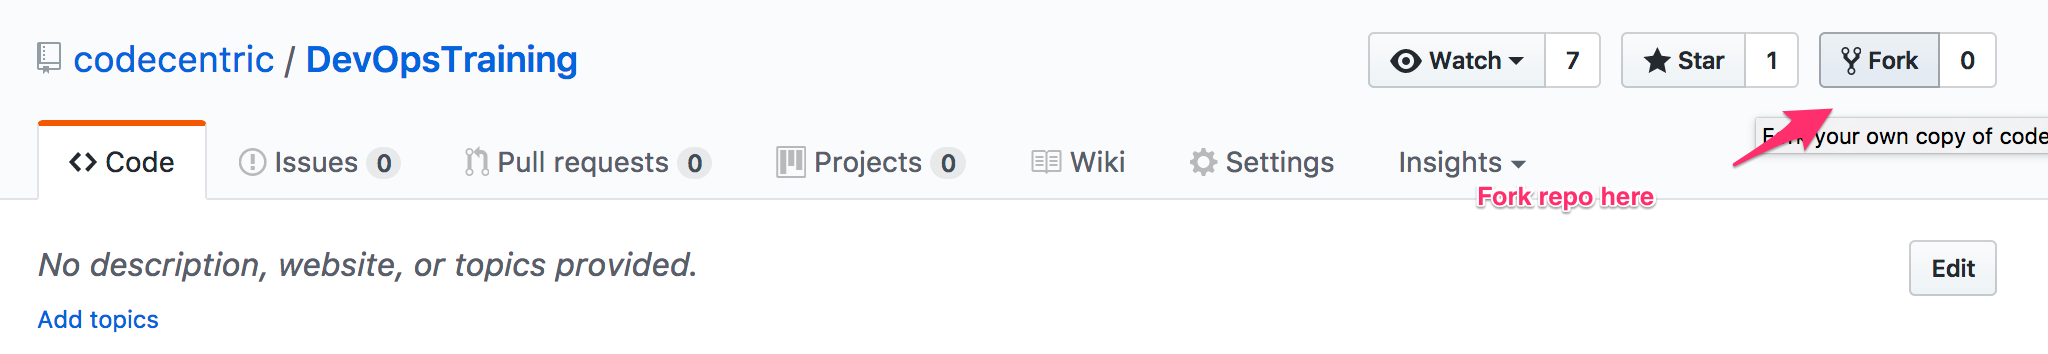 codecentric / DevOpsTraining
Watch 7
Star 1
Fork 0
your own copy of code
Code
Issues 0
Pull requests 0
Projects 0
Wiki
Settings
Insights
Fork repo here
No description, website, or topics provided.
Edit
Add topics